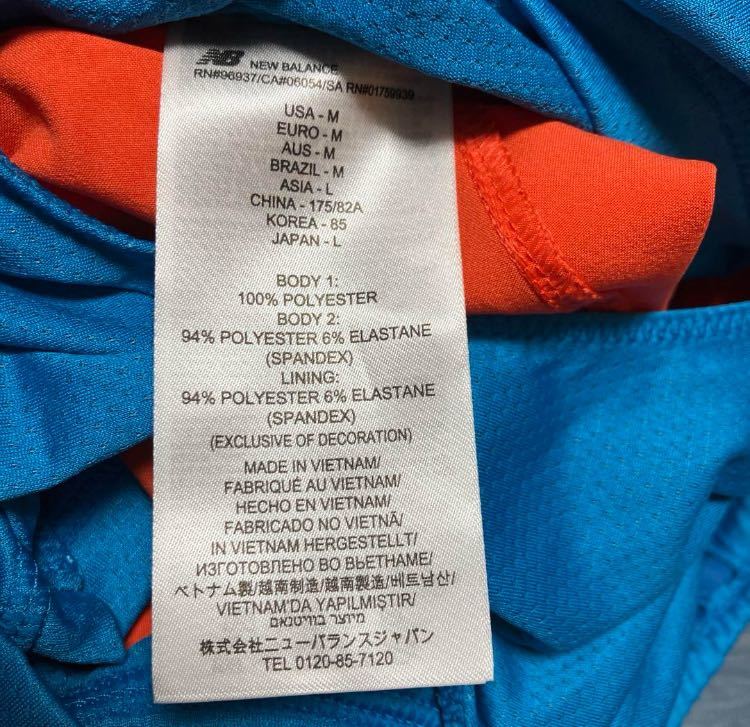 NB NEW BALANCE
RN#96937/CA#06054/SA RN#01759939
USA - M
EURO - M
AUS - M
BRAZIL - M
ASIA - L
CHINA - 175/82A
KOREA - 85
JAPAN - L
BODY 1:
100% POLYESTER
BODY 2:
94% POLYESTER 6% ELASTANE
(SPANDEX)
LINING:
94% POLYESTER 6% ELASTANE
(SPANDEX)
(EXCLUSIVE OF DECORATION)
MADE IN VIETNAM/
FABRIQUÉ AU VIETNAM/
HECHO EN VIETNAM/
FABRICADO NO VIETNÃ/
IN VIETNAM HERGESTELLT/
ИЗГОТОВЛЕНО ВО ВЬЕТНАМЕ/
ベトナム製/越南制造/越南製造/베트남산/
VIETNAM'DA YAPILMIŞTIR/
מיוצר בווייטנאם
株式会社ニューバランスジャパン
TEL 0120-85-7120